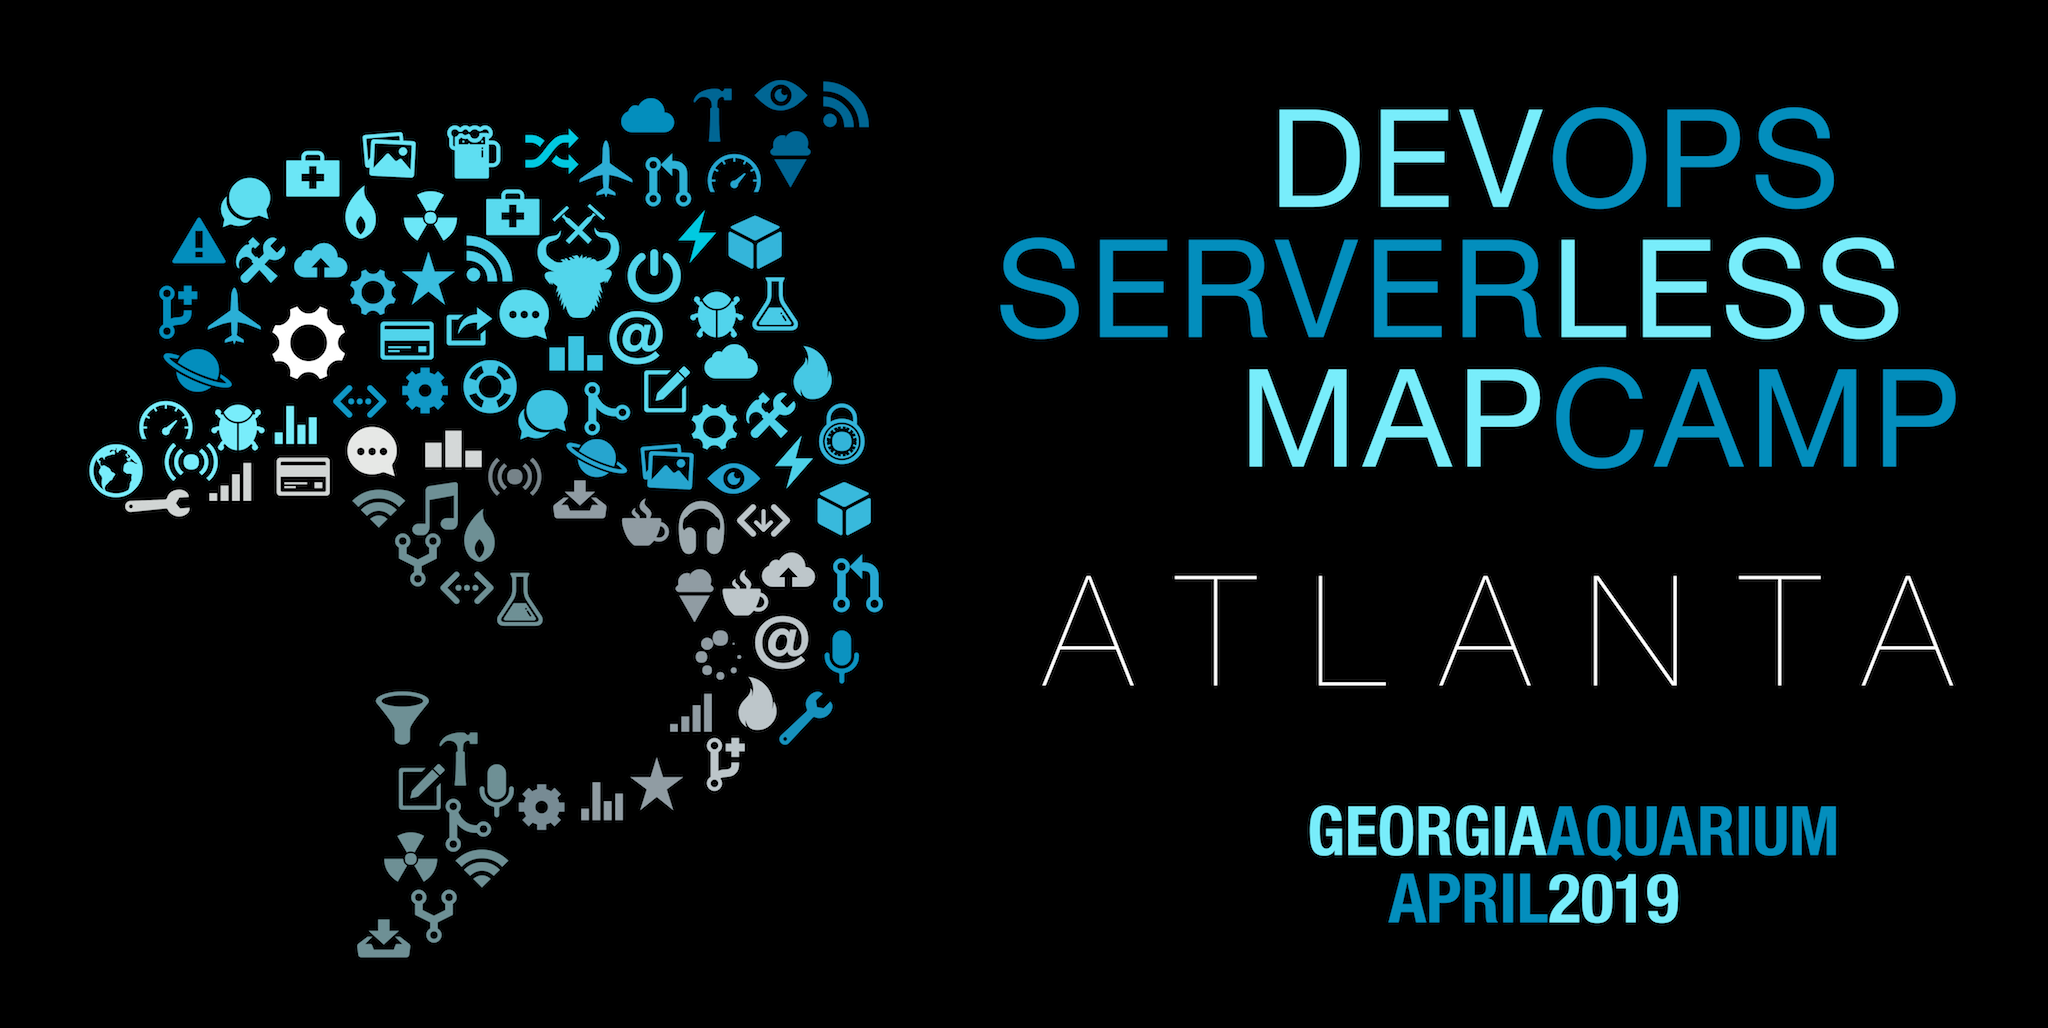 DEVOPS
SERVERLESS
MAPCAMP
ATLANTA
GEORGIAAQUARIUM
APRIL2019